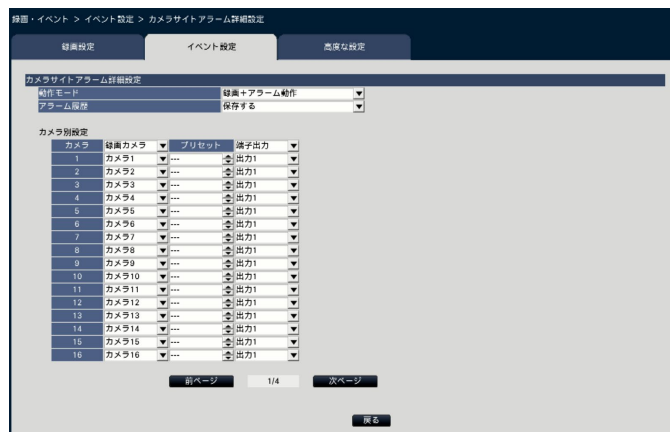 録画・イベント > イベント設定 > カメラサイトアラーム詳細設定
録画設定 イベント設定 高度な設定
カメラサイトアラーム詳細設定
動作モード 録画+アラーム動作
アラーム履歴 保存する
カメラ別設定
カメラ 録画カメラ プリセット 端子出力
1 カメラ1 --- 出力1
2 カメラ2 --- 出力1
3 カメラ3 --- 出力1
4 カメラ4 --- 出力1
5 カメラ5 --- 出力1
6 カメラ6 --- 出力1
7 カメラ7 --- 出力1
8 カメラ8 --- 出力1
9 カメラ9 --- 出力1
10 カメラ10 --- 出力1
11 カメラ11 --- 出力1
12 カメラ12 --- 出力1
13 カメラ13 --- 出力1
14 カメラ14 --- 出力1
15 カメラ15 --- 出力1
16 カメラ16 --- 出力1
前ページ 1/4 次ページ
戻る